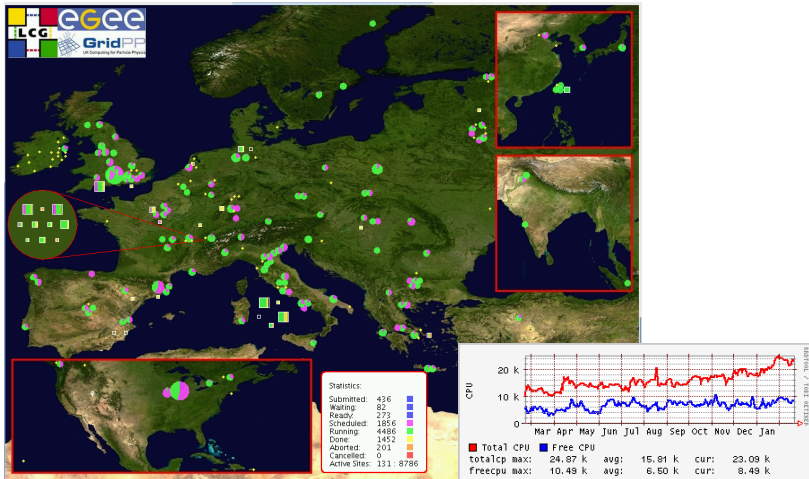 LCG
eGee
GridPP
UK Computing for Particle Physics
Statistics:
Submitted: 436
Waiting: 82
Ready: 273
Scheduled: 1856
Running: 4486
Done: 1452
Aborted: 201
Cancelled: 0
Active Sites: 131 : 8786
CPU
20 k
10 k
0
Mar Apr May Jun Jul Aug Sep Oct Nov Dec Jan
RRDTOOL / TOBI OETIKER
Total CPU Free CPU
totalcp max: 24.87 k avg: 15.81 k cur: 23.09 k
freecpu max: 10.49 k avg: 6.50 k cur: 8.49 k